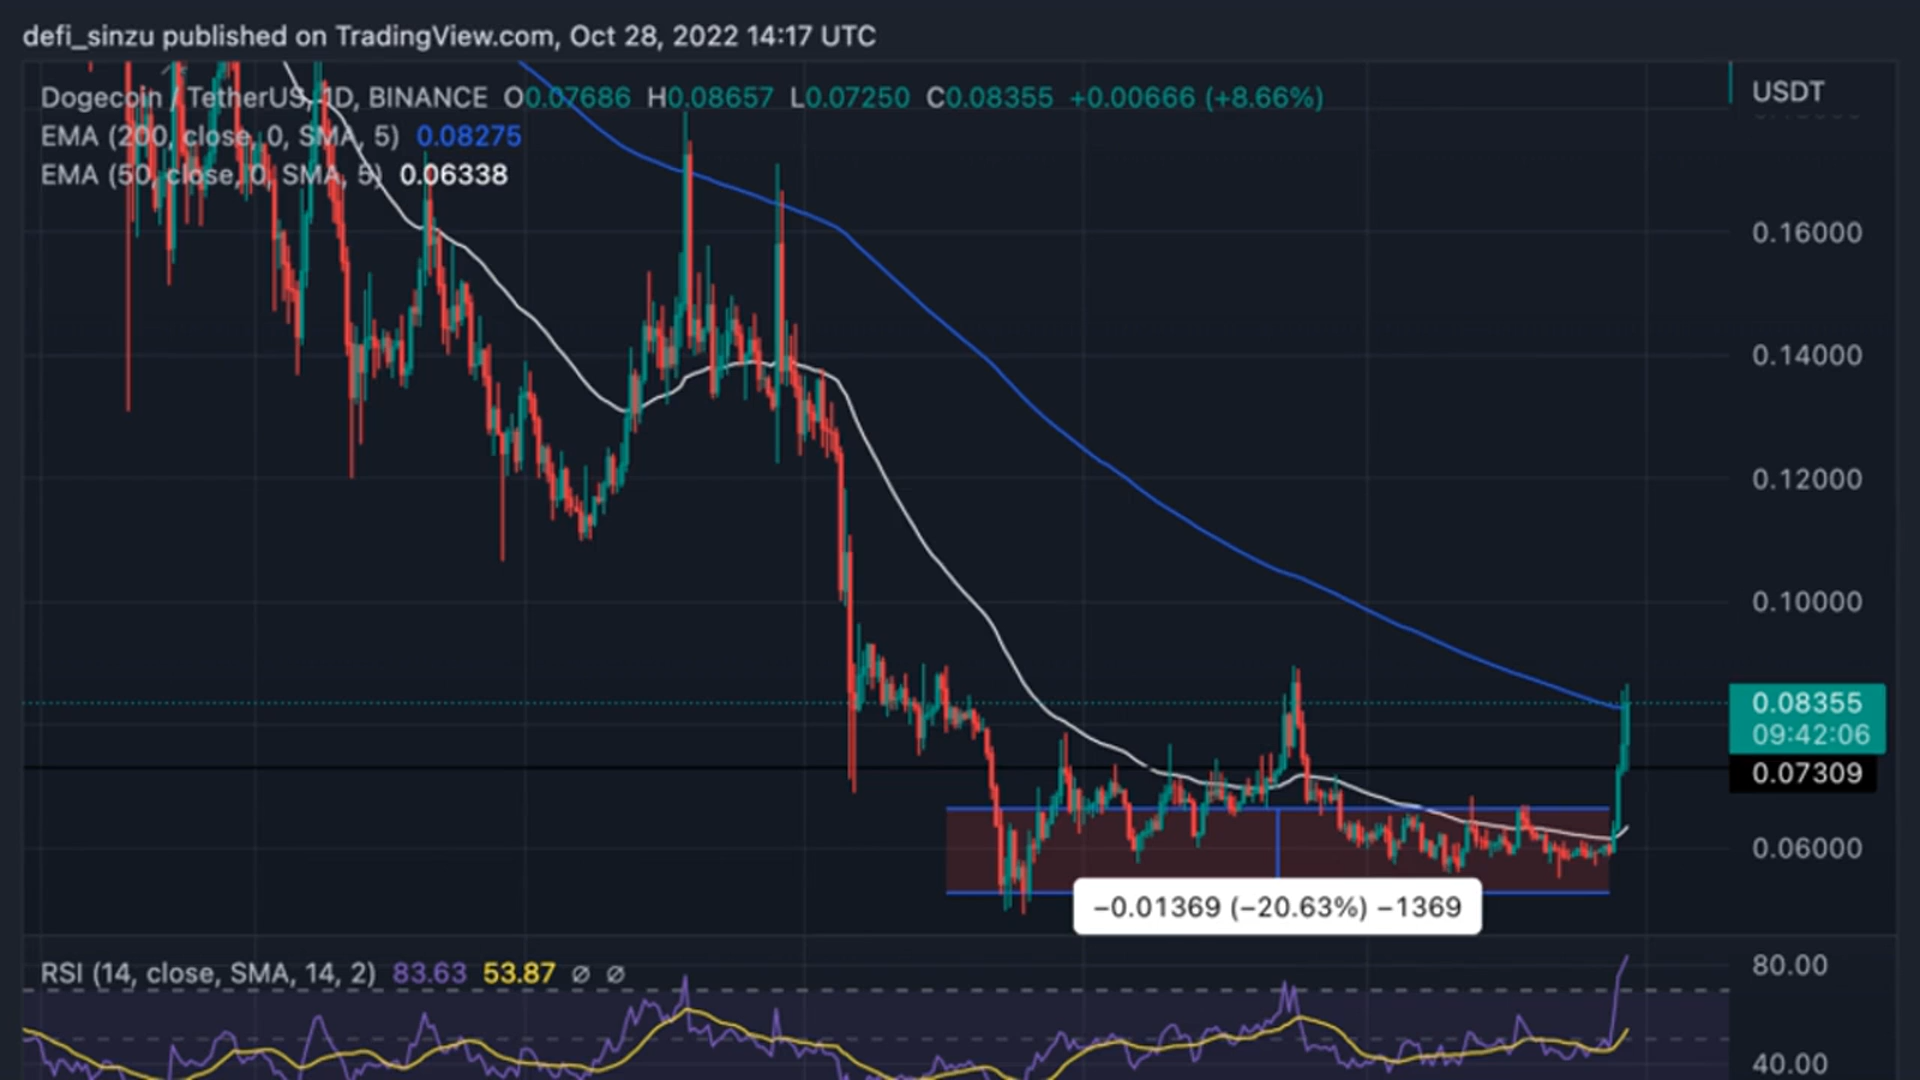 defi_sinzu published on TradingView.com, Oct 28, 2022 14:17 UTC
Dogecoin / TetherUS, 1D, BINANCE O0.07686 H0.08657 L0.07250 C0.08355 +0.00666 (+8.66%)
USDT
EMA (200, close, 0, SMA, 5) 0.08275
EMA (50, close, 0, SMA, 5) 0.06338
0.16000
0.14000
0.12000
0.10000
0.08355
09:42:06
0.07309
0.06000
−0.01369 (−20.63%) −1369
RSI (14, close, SMA, 14, 2) 83.63 53.87 ∅ ∅
80.00
40.00